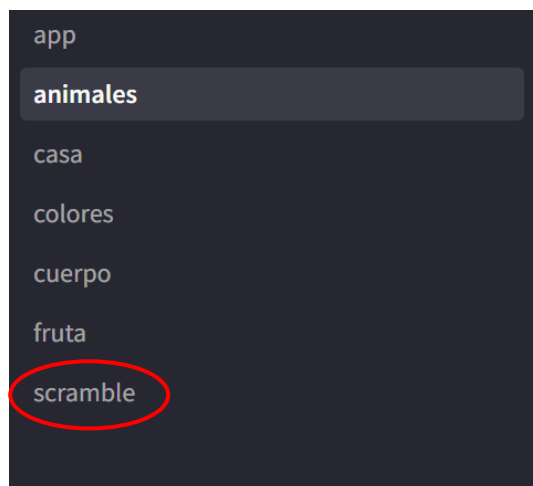 app
animales
casa
colores
cuerpo
fruta
scramble